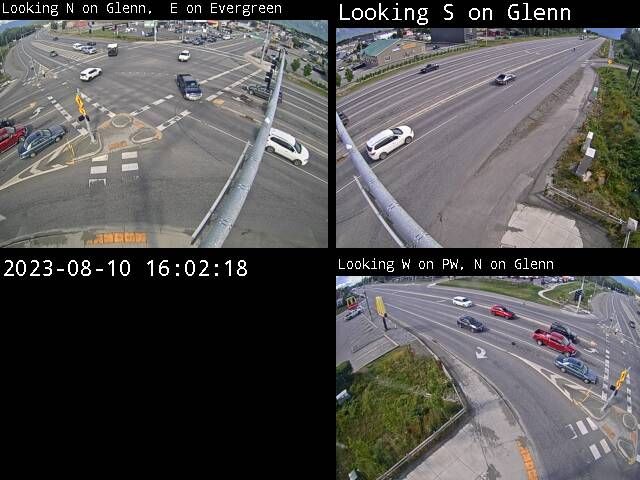 Looking N on Glenn, E on Evergreen
Looking S on Glenn
2023-08-10 16:02:18
Looking W on PW, N on Glenn